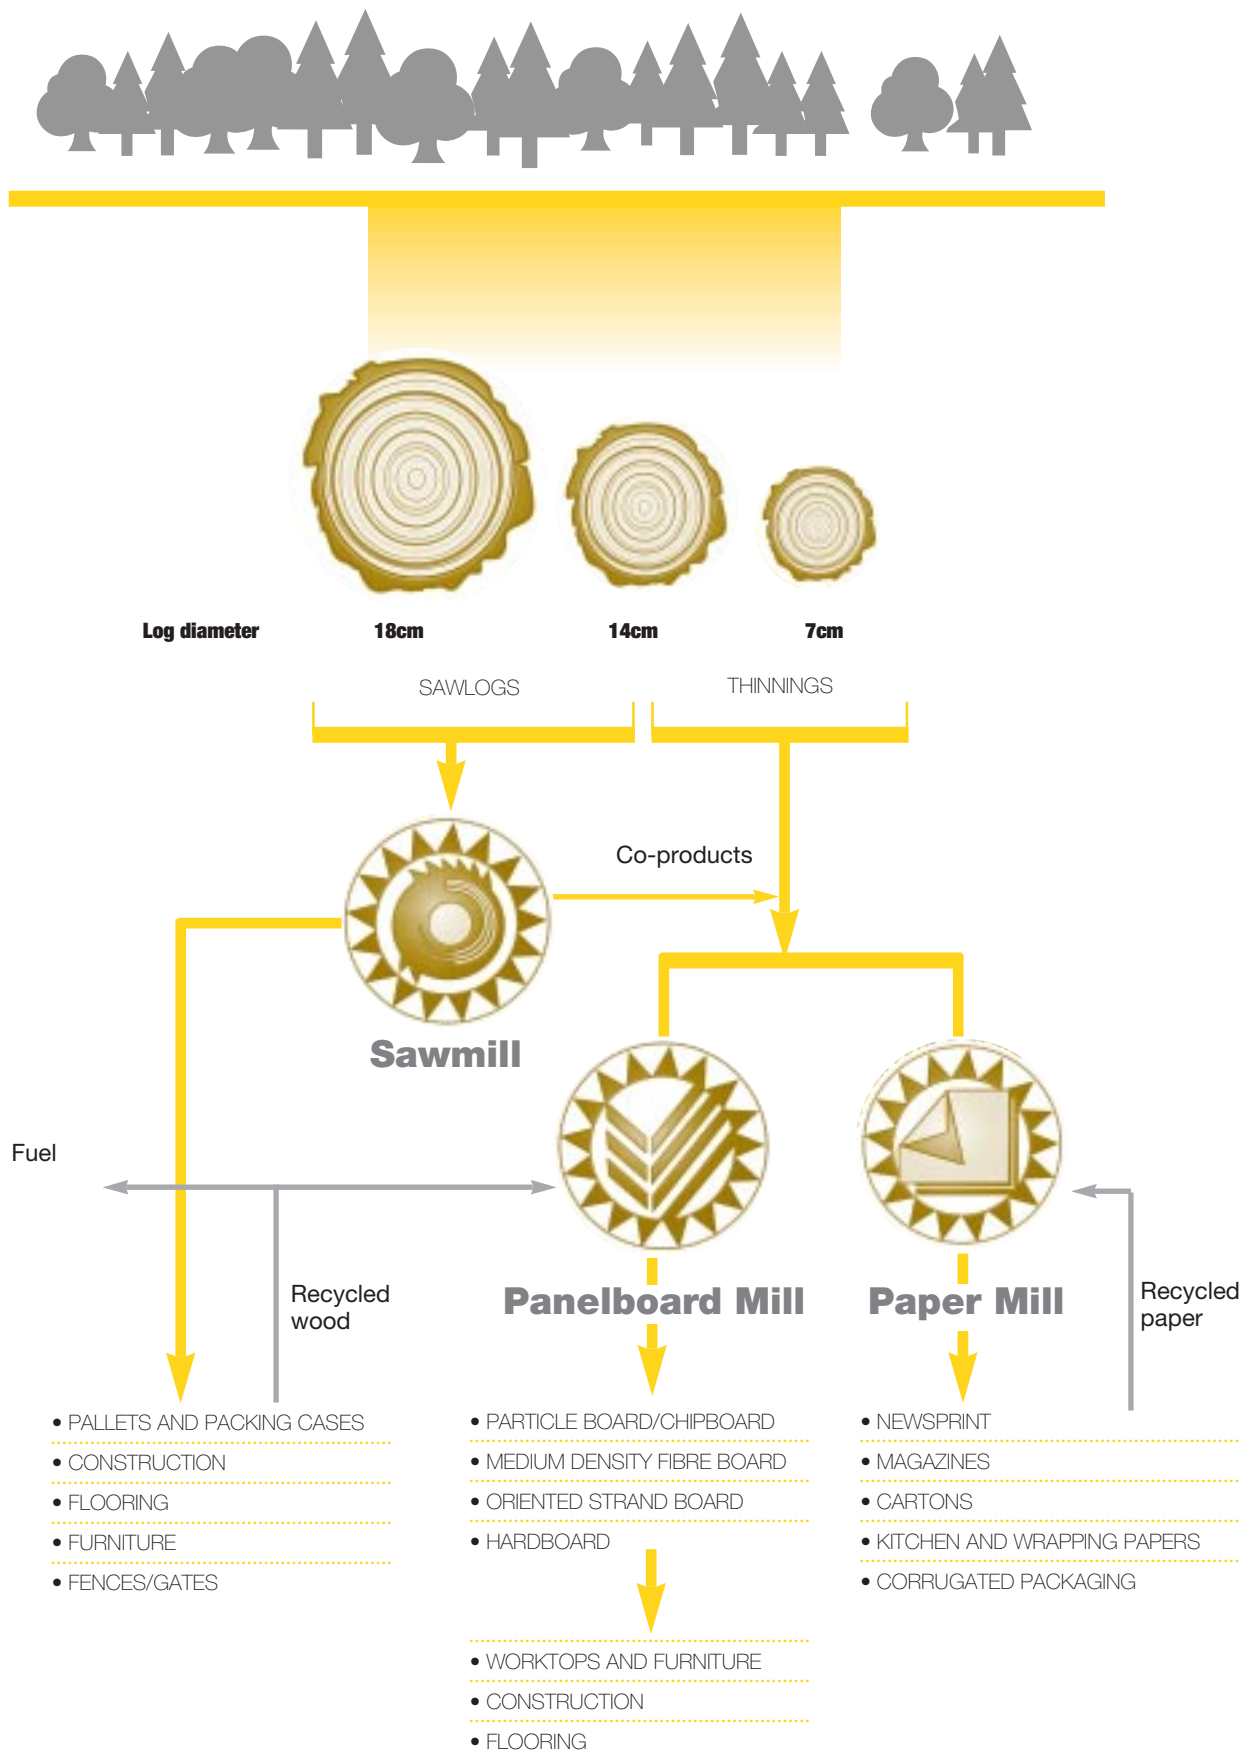 Log diameter 18cm 14cm 7cm
SAWLOGS THINNINGS
Co-products
Sawmill
Fuel
Recycled
wood
Panelboard Mill
Paper Mill
Recycled
paper
• PALLETS AND PACKING CASES
• CONSTRUCTION
• FLOORING
• FURNITURE
• FENCES/GATES
• PARTICLE BOARD/CHIPBOARD
• MEDIUM DENSITY FIBRE BOARD
• ORIENTED STRAND BOARD
• HARDBOARD
• WORKTOPS AND FURNITURE
• CONSTRUCTION
• FLOORING
• NEWSPRINT
• MAGAZINES
• CARTONS
• KITCHEN AND WRAPPING PAPERS
• CORRUGATED PACKAGING